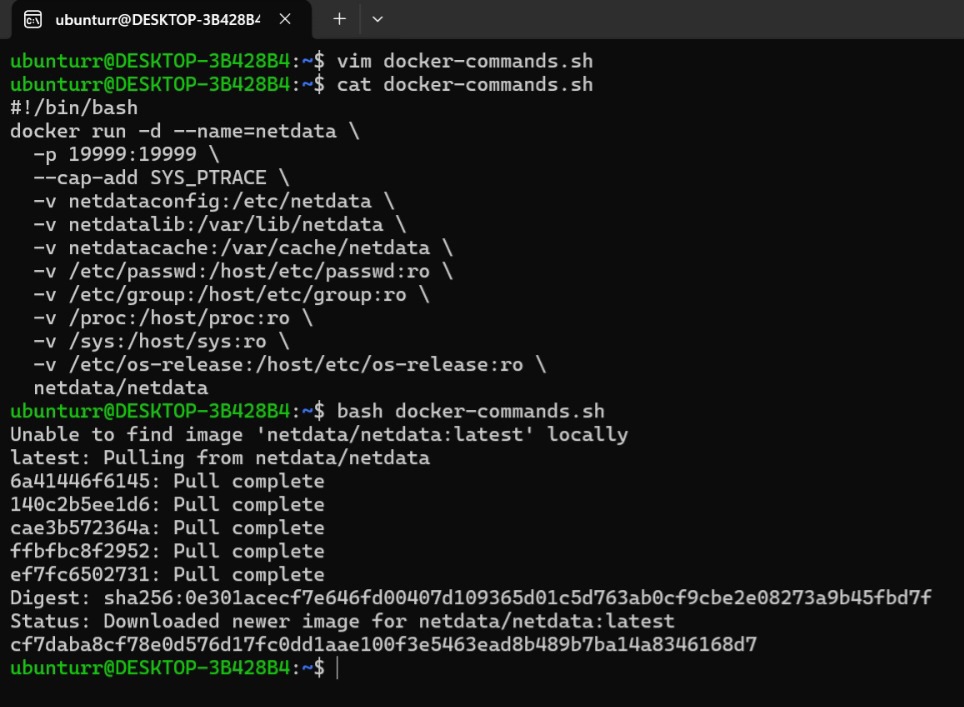 ubunturr@DESKTOP-3B428B4
ubunturr@DESKTOP-3B428B4:~$ vim docker-commands.sh
ubunturr@DESKTOP-3B428B4:~$ cat docker-commands.sh
#!/bin/bash
docker run -d --name=netdata \
  -p 19999:19999 \
  --cap-add SYS_PTRACE \
  -v netdataconfig:/etc/netdata \
  -v netdatalib:/var/lib/netdata \
  -v netdatacache:/var/cache/netdata \
  -v /etc/passwd:/host/etc/passwd:ro \
  -v /etc/group:/host/etc/group:ro \
  -v /proc:/host/proc:ro \
  -v /sys:/host/sys:ro \
  -v /etc/os-release:/host/etc/os-release:ro \
  netdata/netdata
ubunturr@DESKTOP-3B428B4:~$ bash docker-commands.sh
Unable to find image 'netdata/netdata:latest' locally
latest: Pulling from netdata/netdata
6a41446f6145: Pull complete
140c2b5ee1d6: Pull complete
cae3b572364a: Pull complete
ffbfbc8f2952: Pull complete
ef7fc6502731: Pull complete
Digest: sha256:0e301acecf7e646fd00407d109365d01c5d763ab0cf9cbe2e08273a9b45fbd7f
Status: Downloaded newer image for netdata/netdata:latest
cf7daba8cf78e0d576d17fc0dd1aae100f3e5463ead8b489b7ba14a8346168d7
ubunturr@DESKTOP-3B428B4:~$